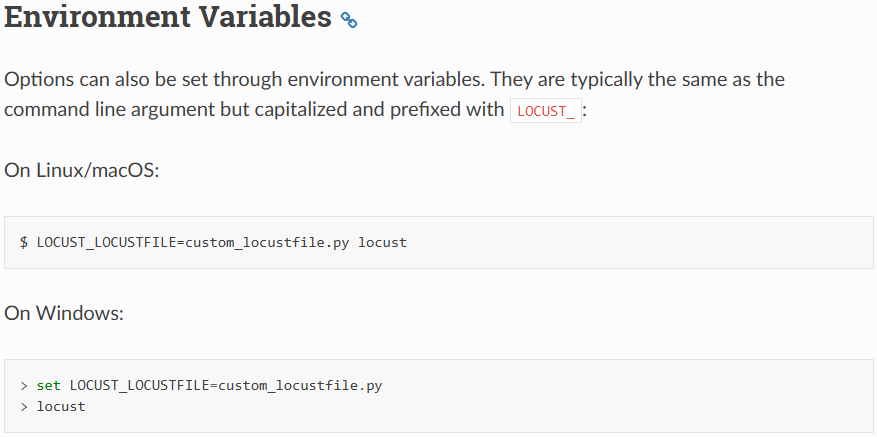 Environment Variables
Options can also be set through environment variables. They are typically the same as the
command line argument but capitalized and prefixed with LOCUST_ :
On Linux/macOS:
$ LOCUST_LOCUSTFILE=custom_locustfile.py locust
On Windows:
> set LOCUST_LOCUSTFILE=custom_locustfile.py
> locust